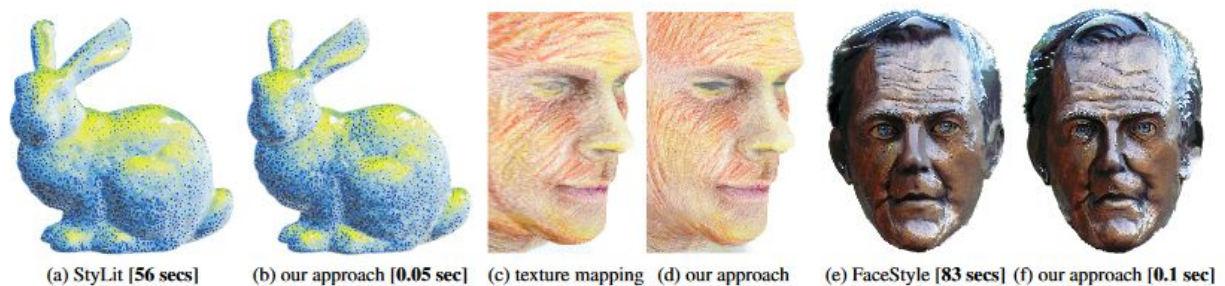 (a) StyLit [56 secs] (b) our approach [0.05 sec] (c) texture mapping (d) our approach (e) FaceStyle [83 secs] (f) our approach [0.1 sec]